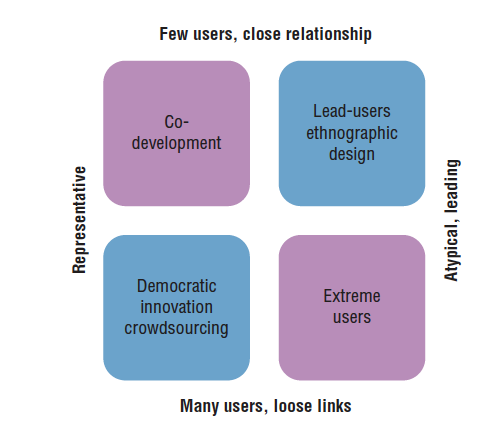 Few users, close relationship
Co-
development
Lead-users
ethnographic
design
Representative
Atypical, leading
Democratic
innovation
crowdsourcing
Extreme
users
Many users, loose links